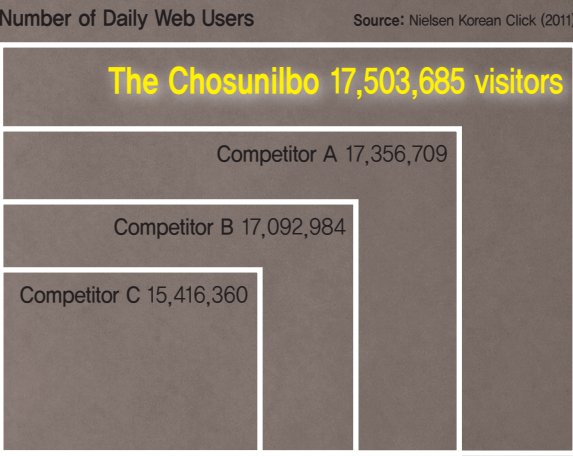 Number of Daily Web Users
Source: Nielsen Korean Click (2011)
The Chosunilbo 17,503,685 visitors
Competitor A 17,356,709
Competitor B 17,092,984
Competitor C 15,416,360